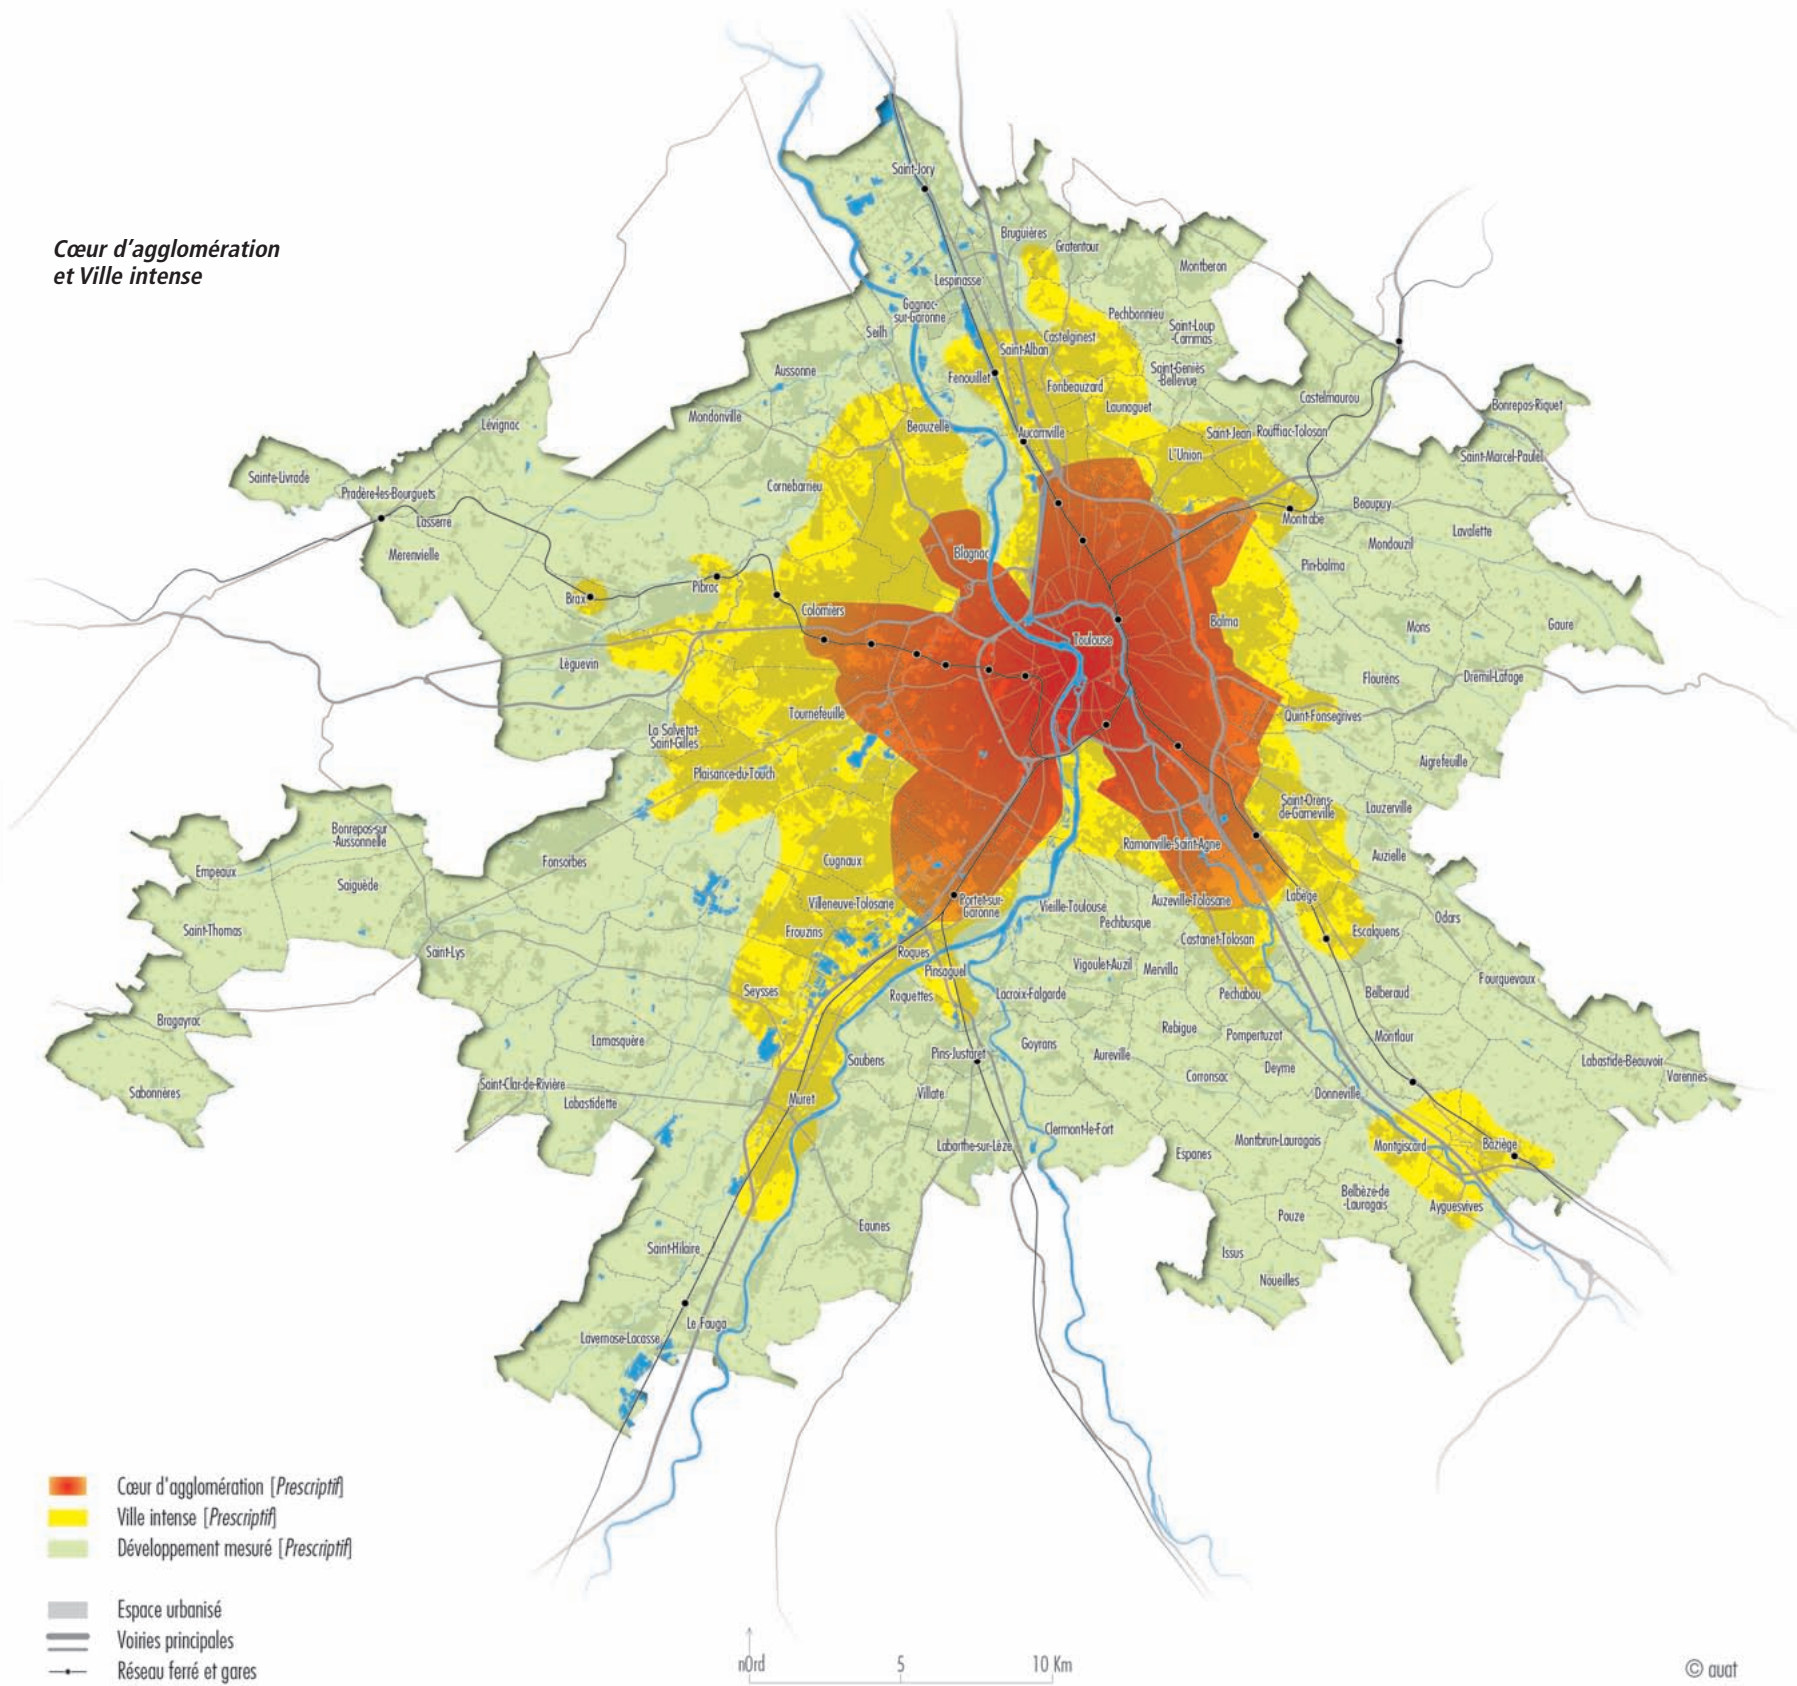 Cœur d'agglomération
et Ville intense
Saint-Jory
Bruguières
Gratentour
Montberon
Lespinasse
Gagnac-
sur-Garonne
Pechbonnieu
Saint-Loup
-Cammas
Seilh
Castelginest
Saint-Alban
Saint-Geniès
-Bellevue
Aussonne
Fenouillet
Fonbeauzard
Launaguet
Castelmaurou
Bonrepos-Riquet
Mondonville
Lévignac
Beauzelle
Aucamville
Saint-Jean
Rouffiac-Tolosan
L'Union
Saint-Marcel-Paulel
Sainte-Livrade
Pradère-les-Bourguets
Cornebarrieu
Lasserre
Beaupuy
Montrabe
Lavalette
Mondouzil
Merenvielle
Blagnac
Pin-balma
Pibrac
Brax
Colomiers
Balma
Mons
Gaure
Toulouse
Léguevin
Flourens
Dremil-Lafage
Tournefeuille
Quint-Fonsegrives
La Salvetat-
Saint-Gilles
Plaisance-du-Touch
Aigrefeuille
Saint-Orens-
de-Gameville
Lauzerville
Bonrepos-sur
-Aussonnelle
Fonsorbes
Cugnaux
Ramonville-Saint-Agne
Auzielle
Empeaux
Saiguède
Villeneuve-Tolosane
Portet-sur-
Garonne
Vieille-Toulouse
Auzeville-Tolosane
Labège
Pechbusque
Odars
Saint-Thomas
Frouzins
Escalquens
Castanet-Tolosan
Saint-Lys
Roques
Pinsaguel
Vigoulet-Auzil
Mervilla
Fourquevaux
Seysses
Roquettes
Lacroix-Falgarde
Pechabou
Belberaud
Bragayrac
Rebigue
Pompertuzat
Montlaur
Lamasquère
Goyrans
Saubens
Pins-Justaret
Aureville
Labastide-Beauvoir
Deyme
Varennes
Corronsac
Saint-Clar-de-Rivière
Labastidette
Sabonnères
Muret
Villate
Donneville
Clermont-le-Fort
Labarthe-sur-Lèze
Montbrun-Lauragais
Montgiscard
Baziège
Espanes
Belbèze-de
-Lauragais
Ayguesvives
Pouze
Eaunes
Saint-Hilaire
Issus
Noueilles
Le Fauga
Lavernose-Lacasse
Cœur d'agglomération [Prescriptif]
Ville intense [Prescriptif]
Développement mesuré [Prescriptif]
Espace urbanisé
Voiries principales
Réseau ferré et gares
n0rd 5 10 Km
© auat